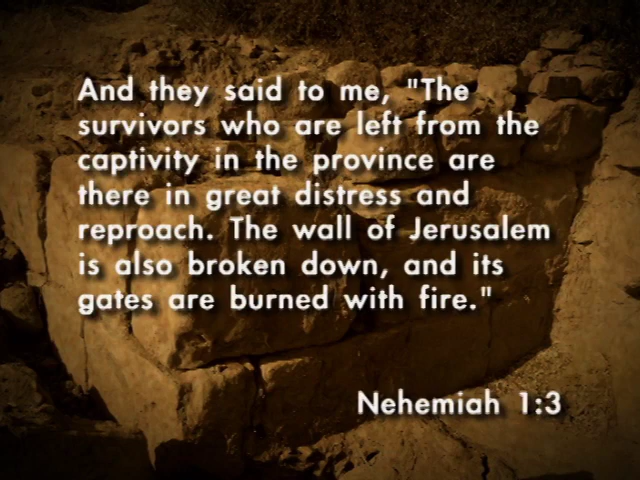 And they said to me, "The
survivors who are left from the
captivity in the province are
there in great distress and
reproach. The wall of Jerusalem
is also broken down, and its
gates are burned with fire."
Nehemiah 1:3